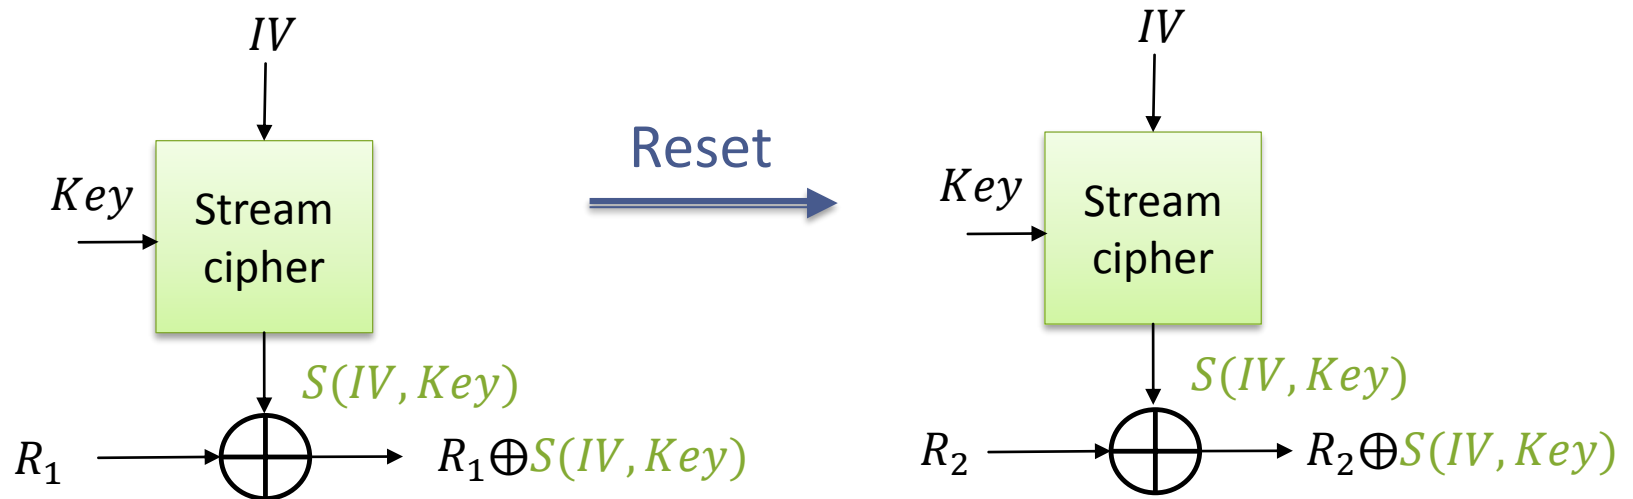 IV
Key
Stream
cipher
S(IV, Key)
R₁
R₁⊕S(IV, Key)
Reset
IV
Key
Stream
cipher
S(IV, Key)
R₂
R₂⊕S(IV, Key)